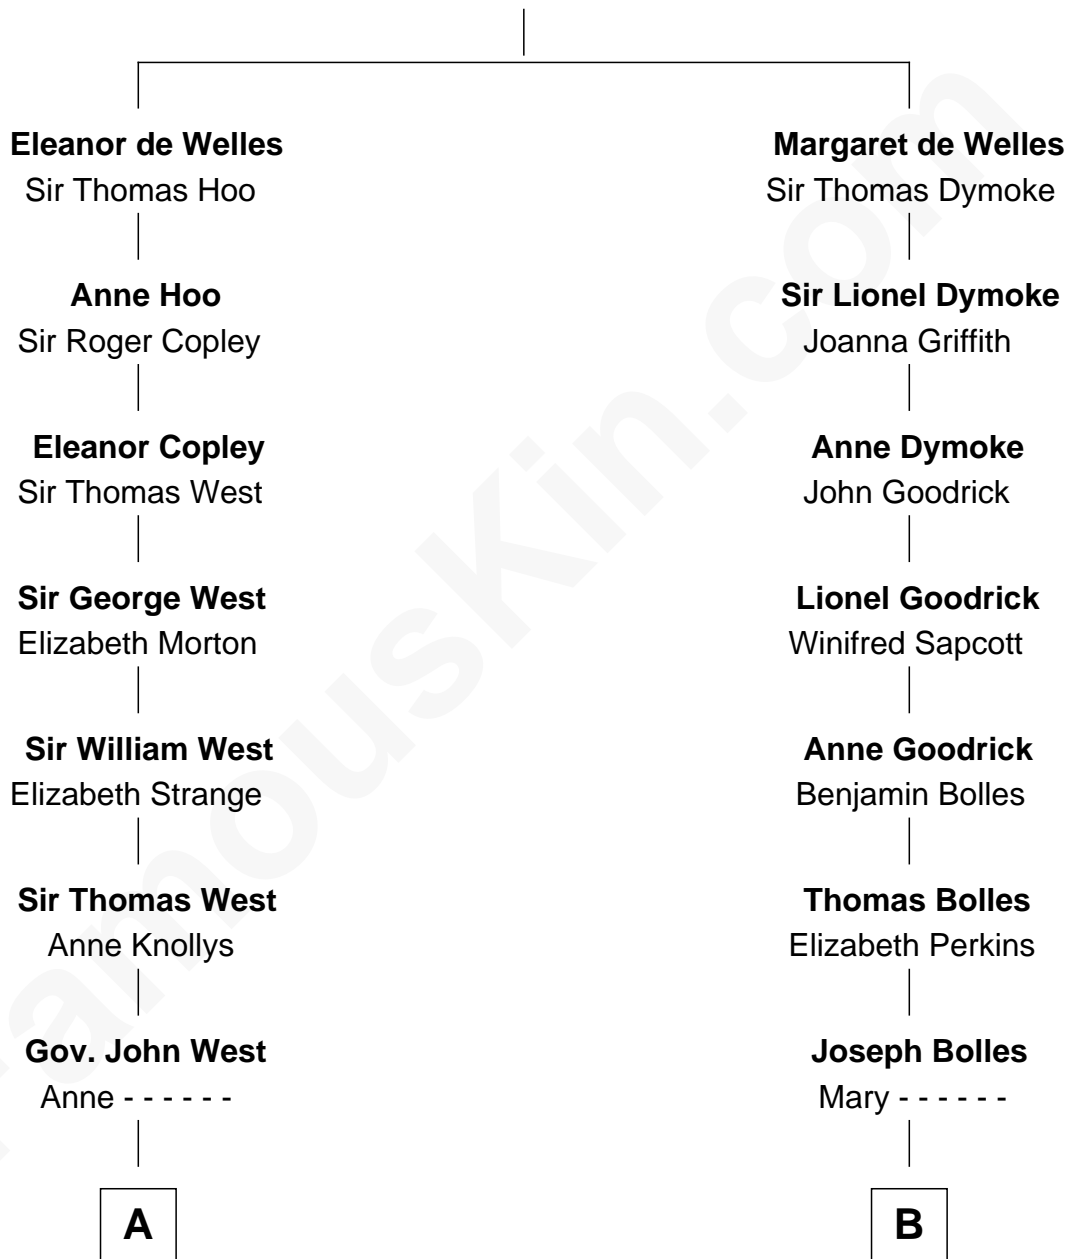 Eleanor de Welles
Sir Thomas Hoo
Margaret de Welles
Sir Thomas Dymoke
Anne Hoo
Sir Roger Copley
Sir Lionel Dymoke
Joanna Griffith
Eleanor Copley
Sir Thomas West
Anne Dymoke
John Goodrick
Sir George West
Elizabeth Morton
Lionel Goodrick
Winifred Sapcott
Sir William West
Elizabeth Strange
Anne Goodrick
Benjamin Bolles
Sir Thomas West
Anne Knollys
Thomas Bolles
Elizabeth Perkins
Gov. John West
Anne - - - - - -
Joseph Bolles
Mary - - - - - -
A
B
FamousKin.com